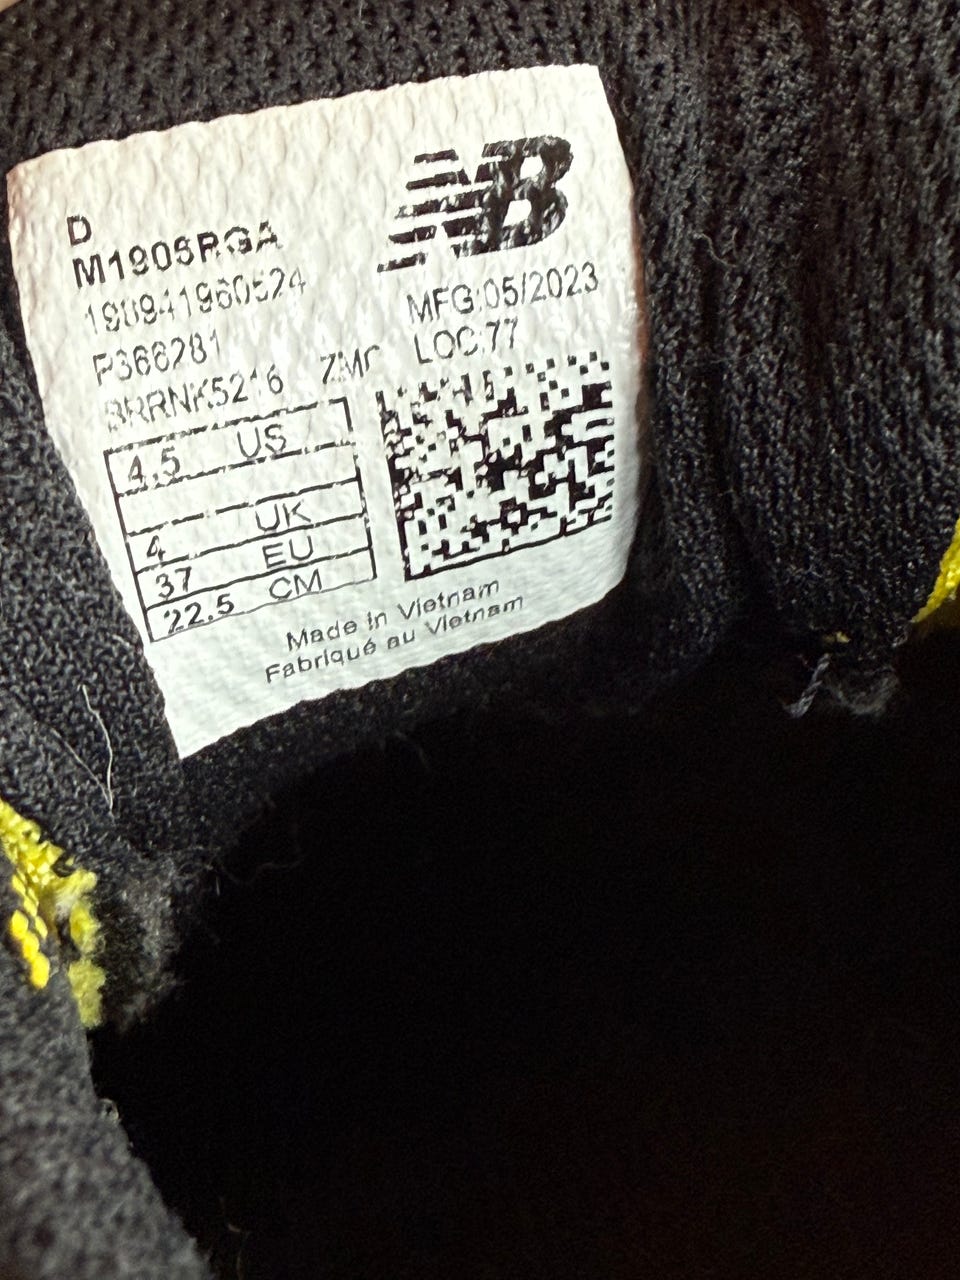 D
M1906RGA
NB
MFG:05/2023
P366281
LOC:77
4.5 US
4 UK
37 EU
22.5 CM
Made in Vietnam
Fabriqué au Vietnam